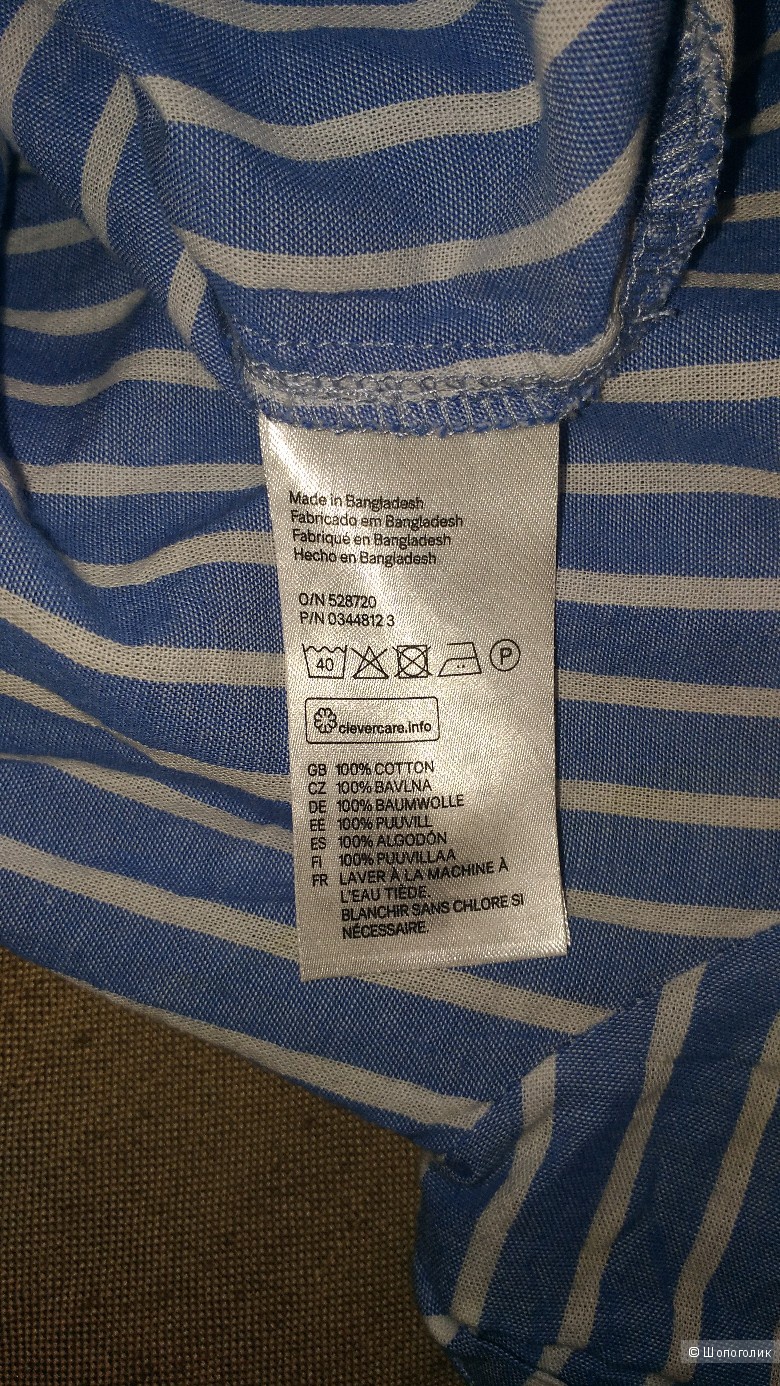 Made in Bangladesh
Fabricado em Bangladesh
Fabriqué en Bangladesh
Hecho en Bangladesh
O/N 528720
P/N 0344812 3
40 P
clevercare.info
GB 100% COTTON
CZ 100% BAVLNA
DE 100% BAUMWOLLE
EE 100% PUUVILL
ES 100% ALGODÓN
FI 100% PUUVILLAA
FR LAVER À LA MACHINE À
L'EAU TIÈDE.
BLANCHIR SANS CHLORE SI
NÉCESSAIRE.
© Шопоголик